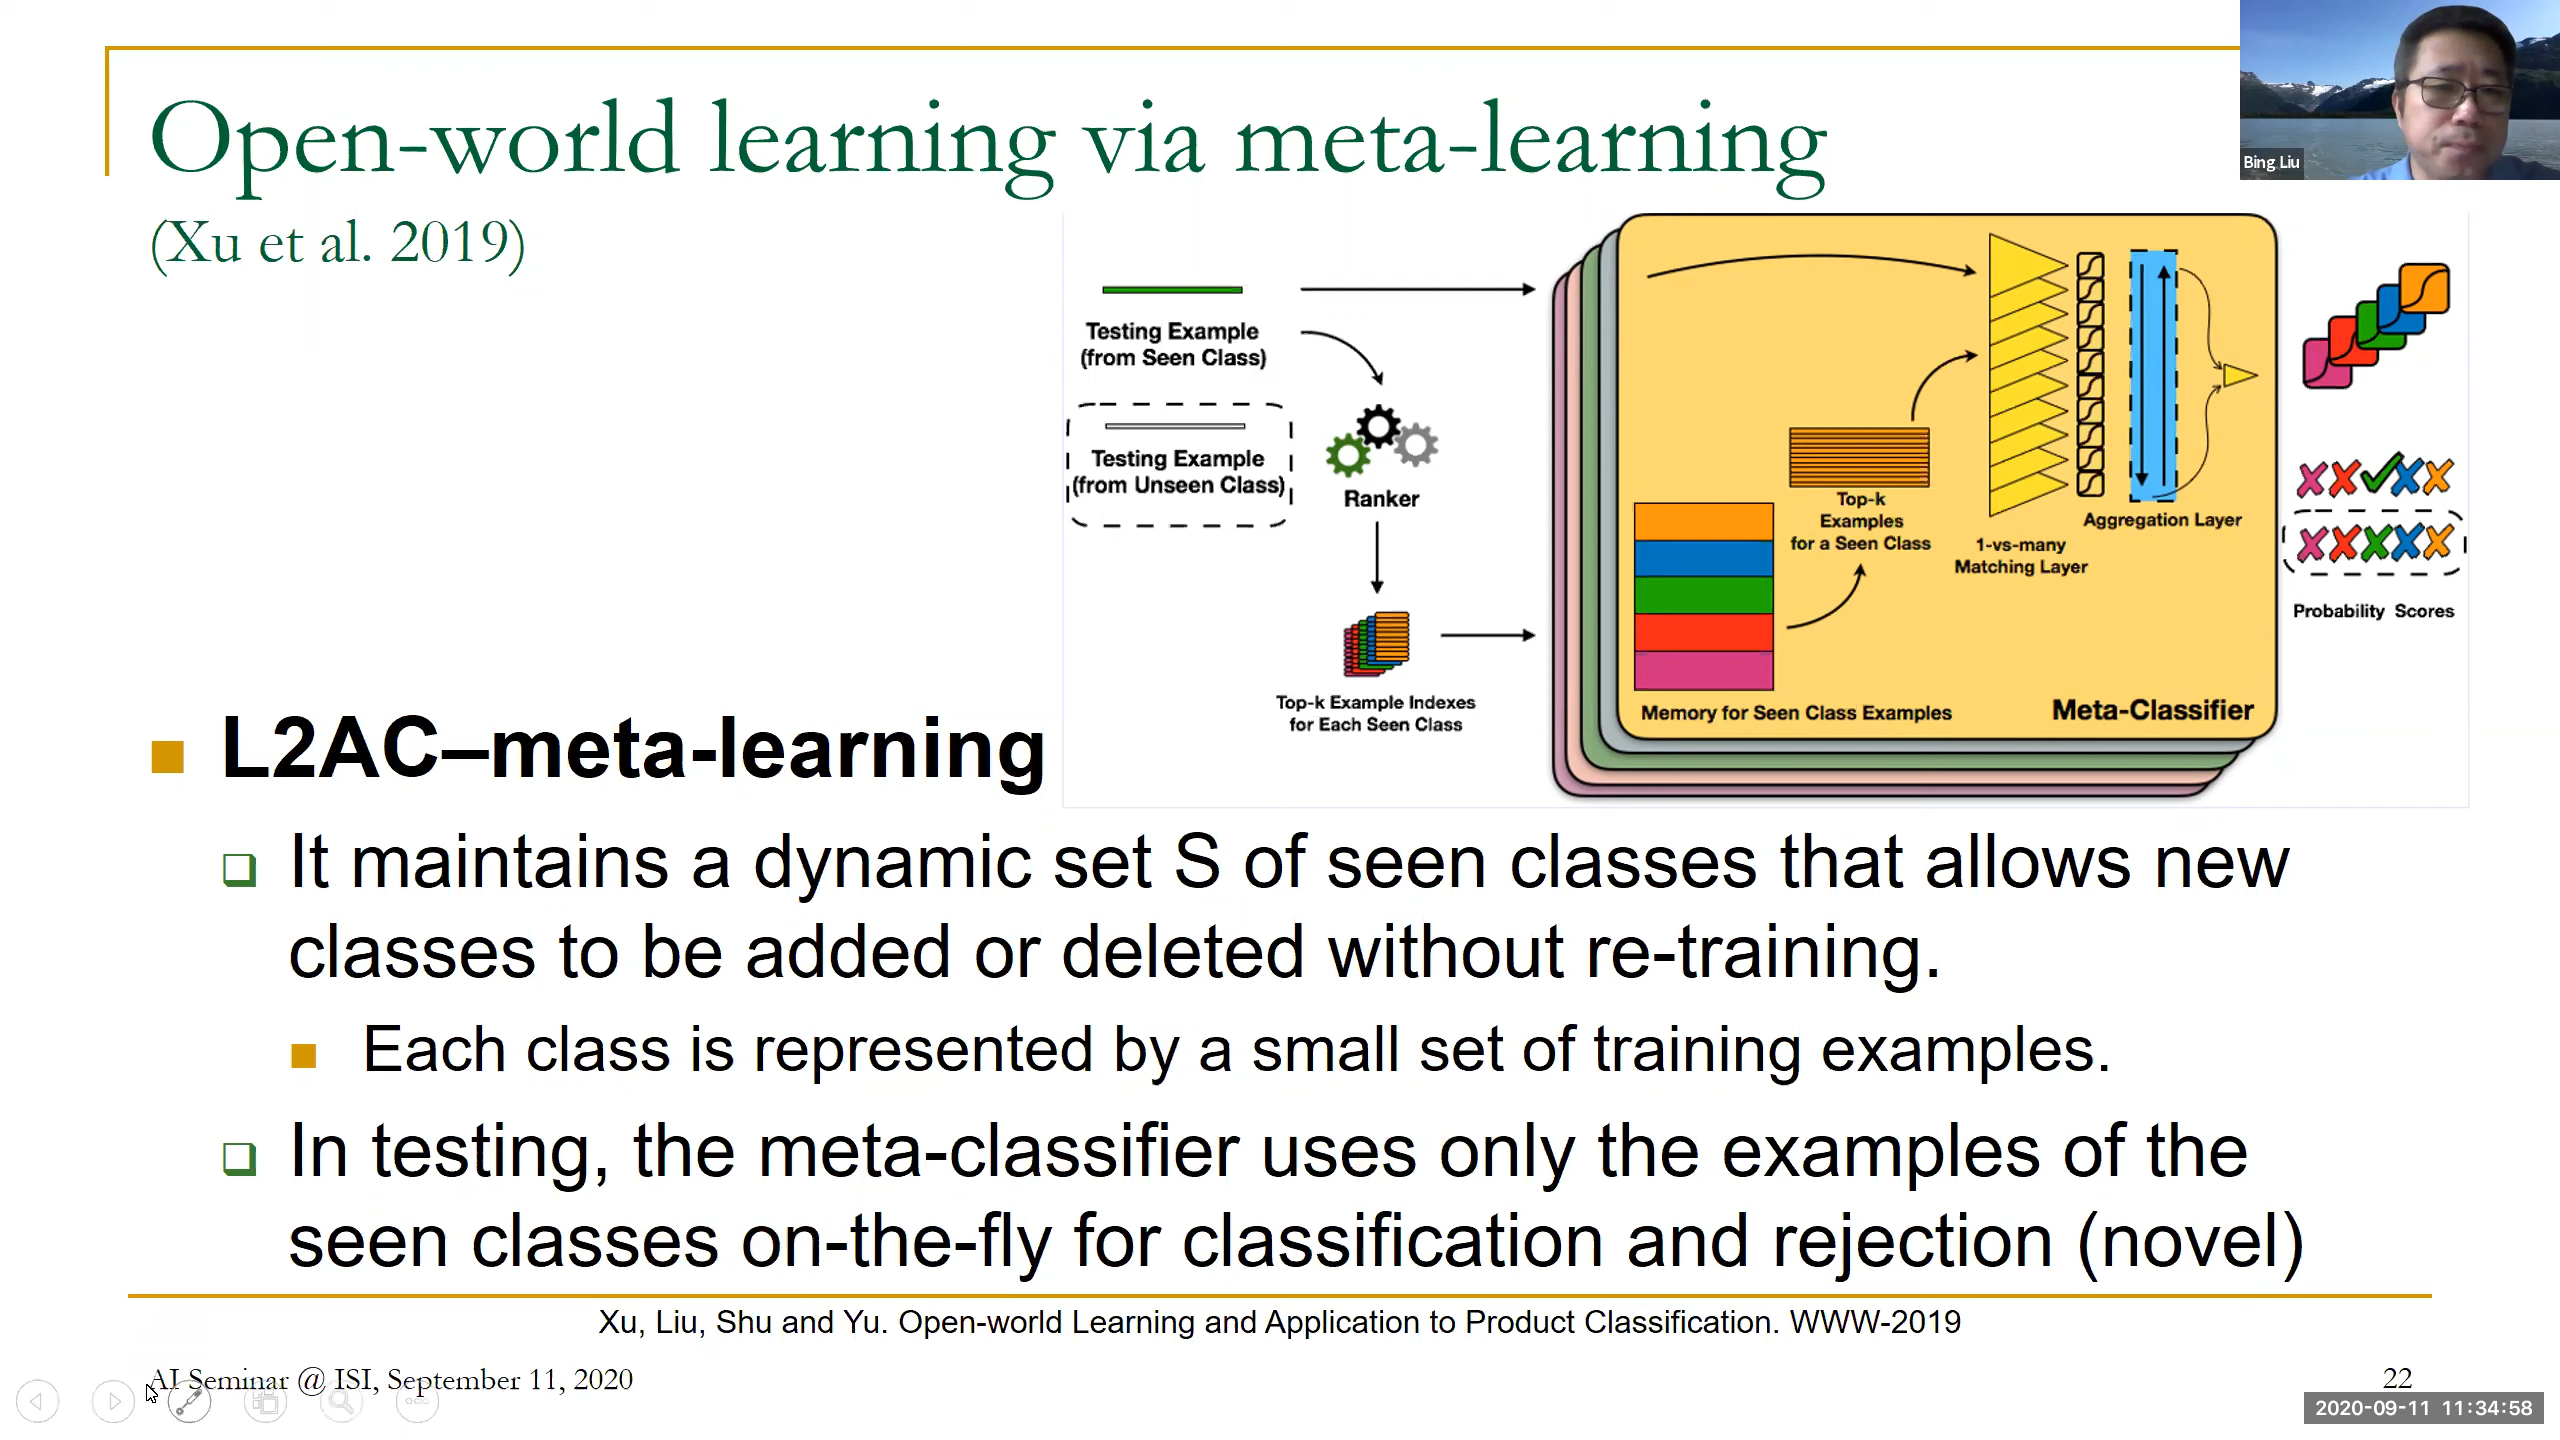 Open-world learning via meta-learning
(Xu et al. 2019)
Bing Liu
Testing Example
(from Seen Class)
Testing Example
(from Unseen Class)
Ranker
Top-k Example Indexes
for Each Seen Class
Top-k
Examples
for a Seen Class
1-vs-many
Matching Layer
Aggregation Layer
Memory for Seen Class Examples
Meta-Classifier
Probability Scores
L2AC–meta-learning
It maintains a dynamic set S of seen classes that allows new
classes to be added or deleted without re-training.
Each class is represented by a small set of training examples.
In testing, the meta-classifier uses only the examples of the
seen classes on-the-fly for classification and rejection (novel)
Xu, Liu, Shu and Yu. Open-world Learning and Application to Product Classification. WWW-2019
AI Seminar @ ISI, September 11, 2020
22
2020-09-11 11:34:58